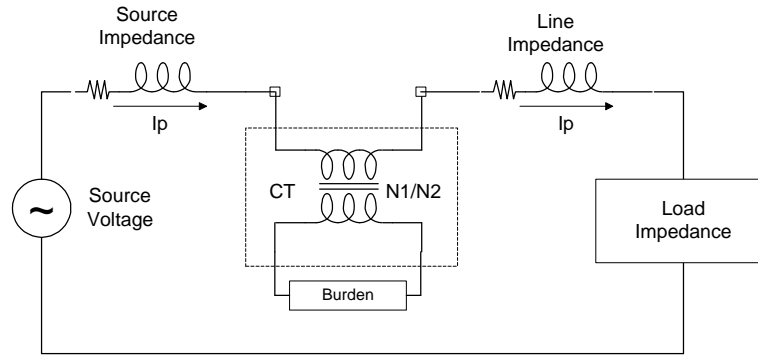 Source
Impedance
Line
Impedance
Ip
Ip
CT
N1/N2
Source
Voltage
~
Load
Impedance
Burden